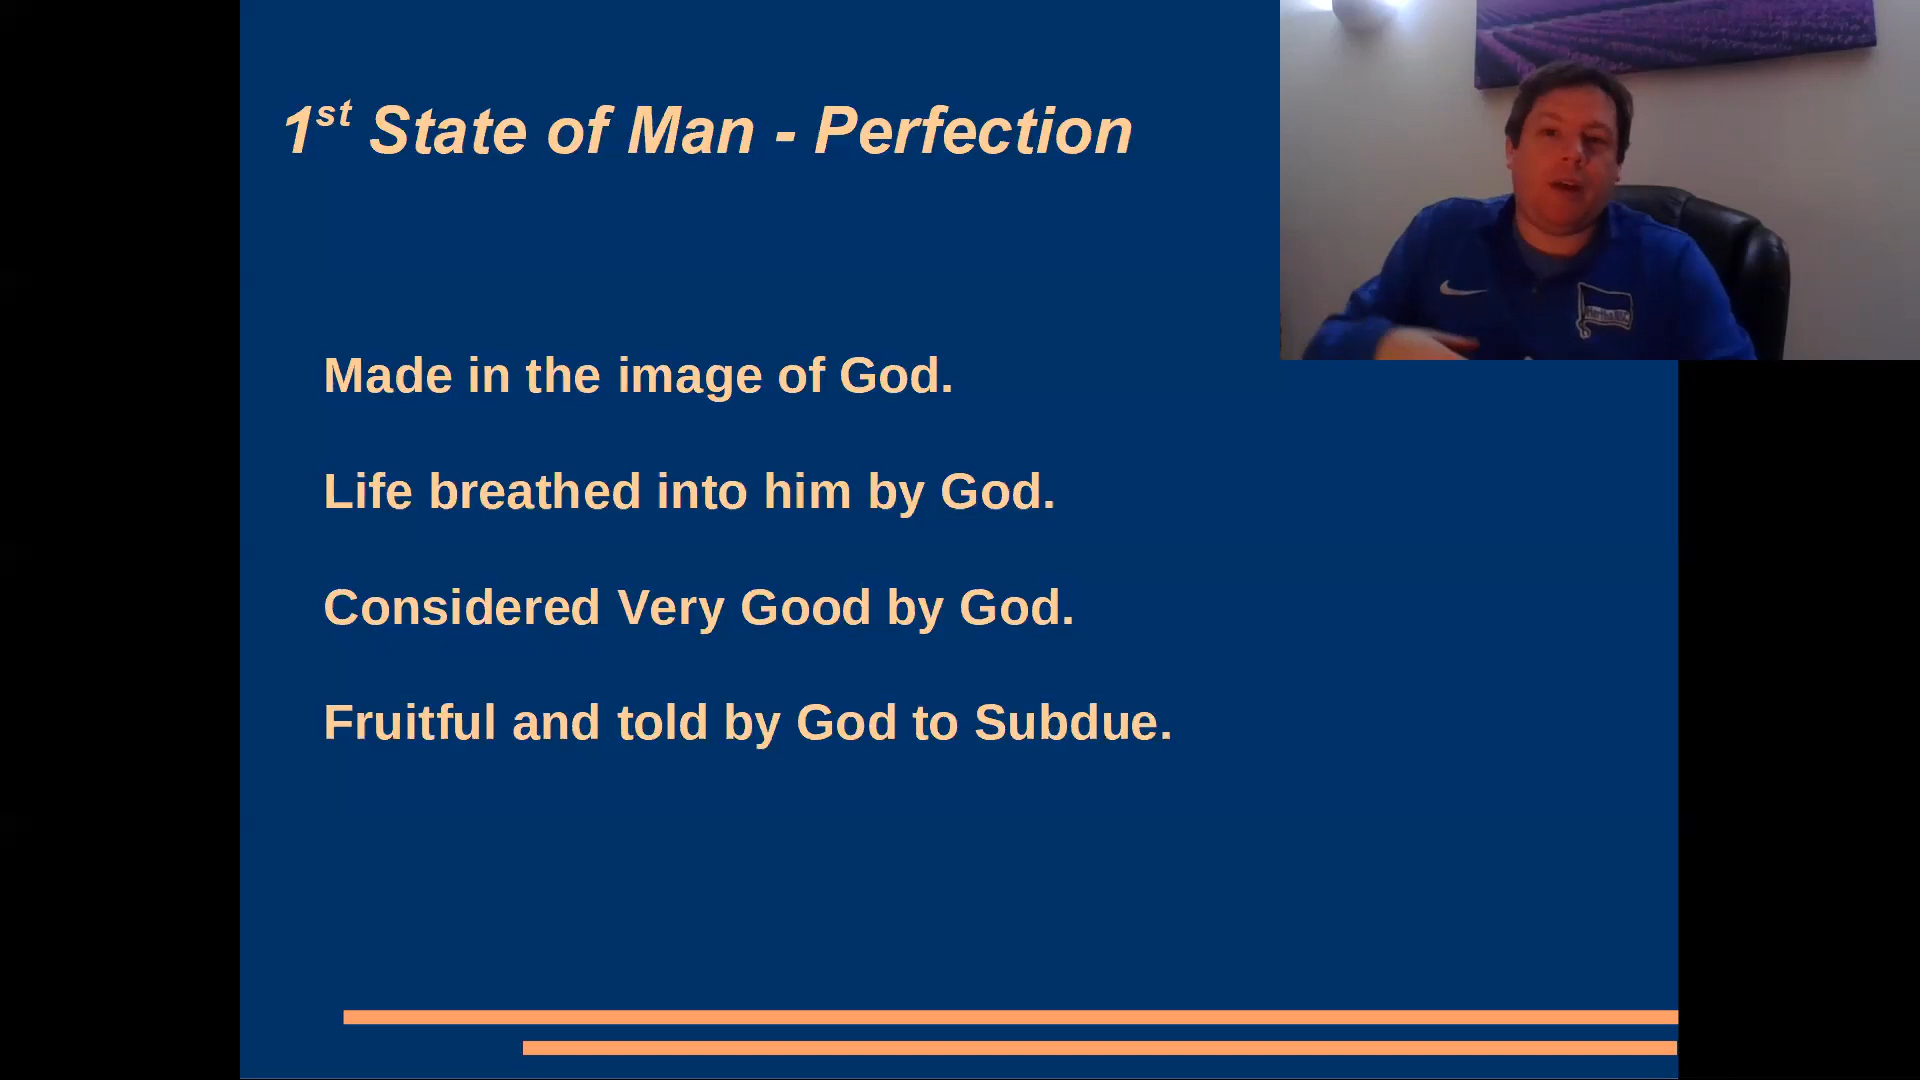 1st State of Man - Perfection
Made in the image of God.
Life breathed into him by God.
Considered Very Good by God.
Fruitful and told by God to Subdue.